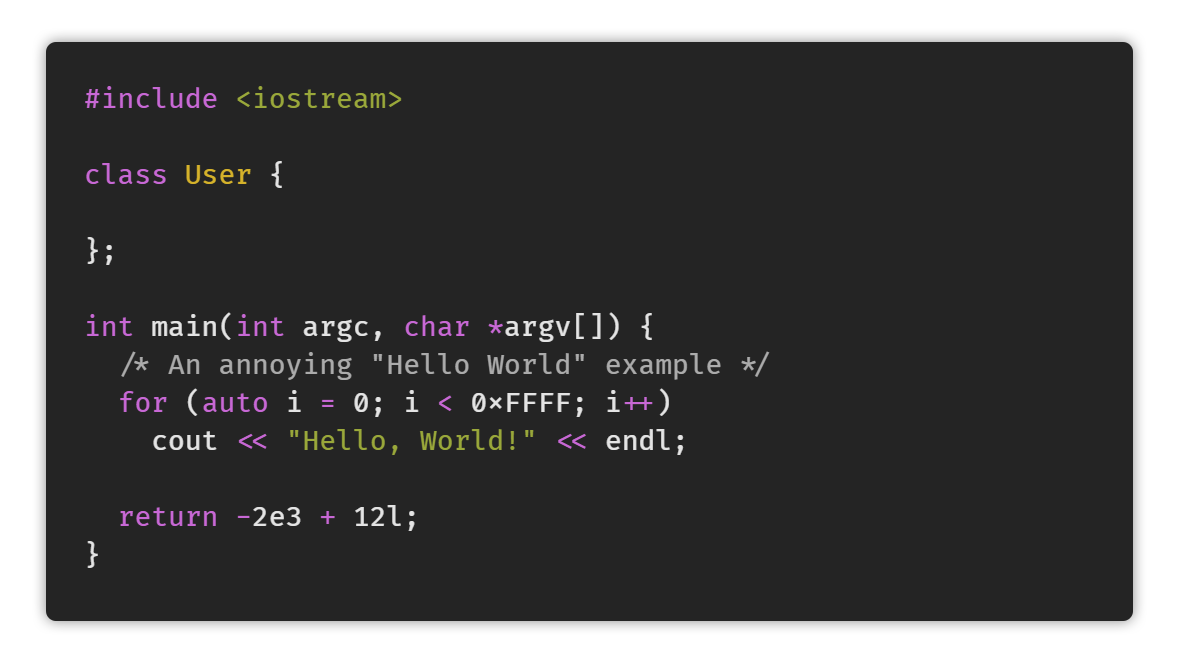 #include <iostream>

class User {

};

int main(int argc, char *argv[]) {
  /* An annoying "Hello World" example */
  for (auto i = 0; i < 0xFFFF; i++)
    cout << "Hello, World!" << endl;

  return -2e3 + 12l;
}